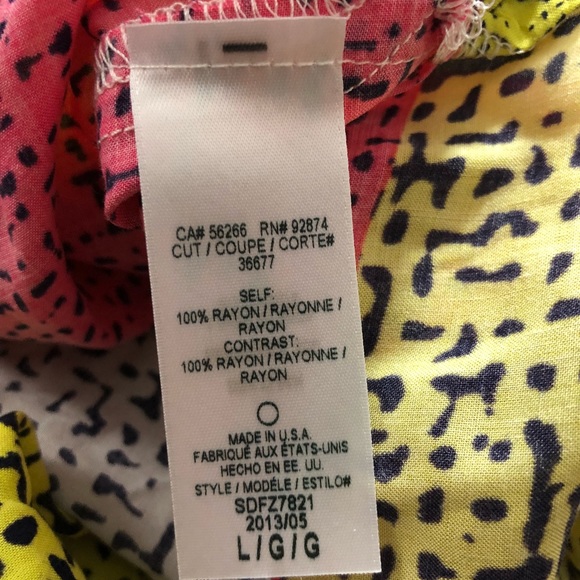 CA# 56266 RN# 92874
CUT / COUPE / CORTE#
36677
SELF:
100% RAYON / RAYONNE /
RAYON
CONTRAST:
100% RAYON / RAYONNE /
RAYON
MADE IN U.S.A.
FABRIQUÉ AUX ÉTATS-UNIS
HECHO EN EE. UU.
STYLE / MODÈLE / ESTILO#
SDFZ7821
2013/05
L / G / G